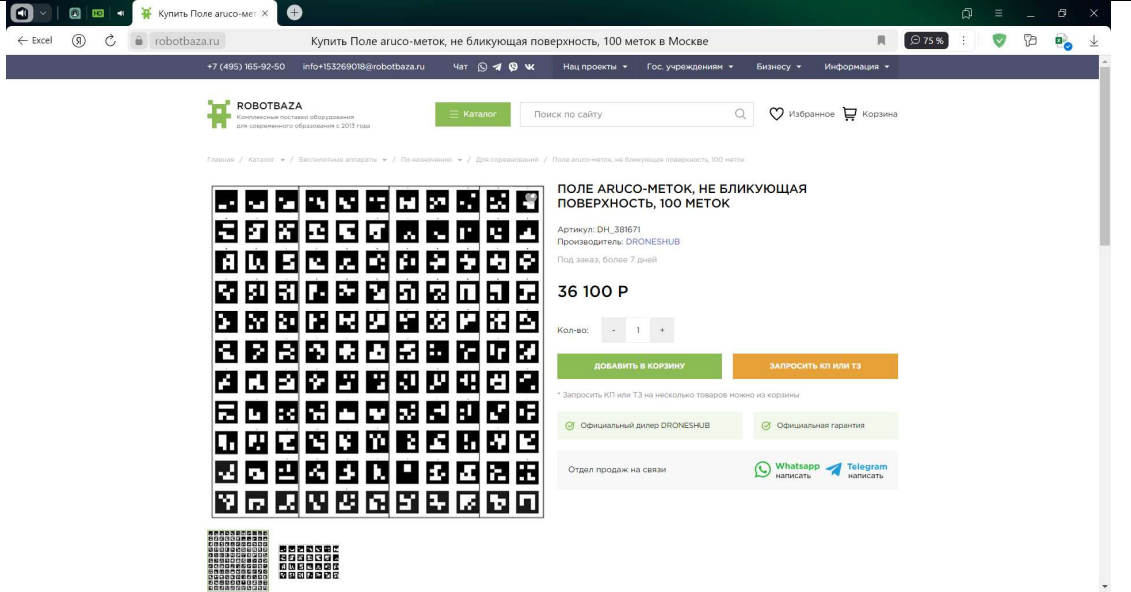 Купить Поле aruco-мет
← Excel
robotbaza.ru
Купить Поле aruco-меток, не бликующая поверхность, 100 меток в Москве
75 %
+7 (495) 165-92-50
info+153269018@robotbaza.ru
Чат
Нац проекты
Гос. учреждениям
Бизнесу
Информация
ROBOTBAZA
Комплексные поставки оборудования
для современного образования с 2013 года
Каталог
Поиск по сайту
Избранное
Корзина
Главная / Каталог / Беспилотные аппараты / По назначению / Для соревнований / Поле aruco-меток, не бликующая поверхность, 100 меток
ПОЛЕ ARUCO-МЕТОК, НЕ БЛИКУЮЩАЯ
ПОВЕРХНОСТЬ, 100 МЕТОК
Артикул: DH_381671
Производитель: DRONESHUB
Под заказ, более 7 дней
36 100 Р
Кол-во: - 1 +
ДОБАВИТЬ В КОРЗИНУ
ЗАПРОСИТЬ КП ИЛИ ТЗ
* Запросить КП или ТЗ на несколько товаров можно из корзины
Официальный дилер DRONESHUB
Официальная гарантия
Отдел продаж на связи
Whatsapp
написать
Telegram
написать